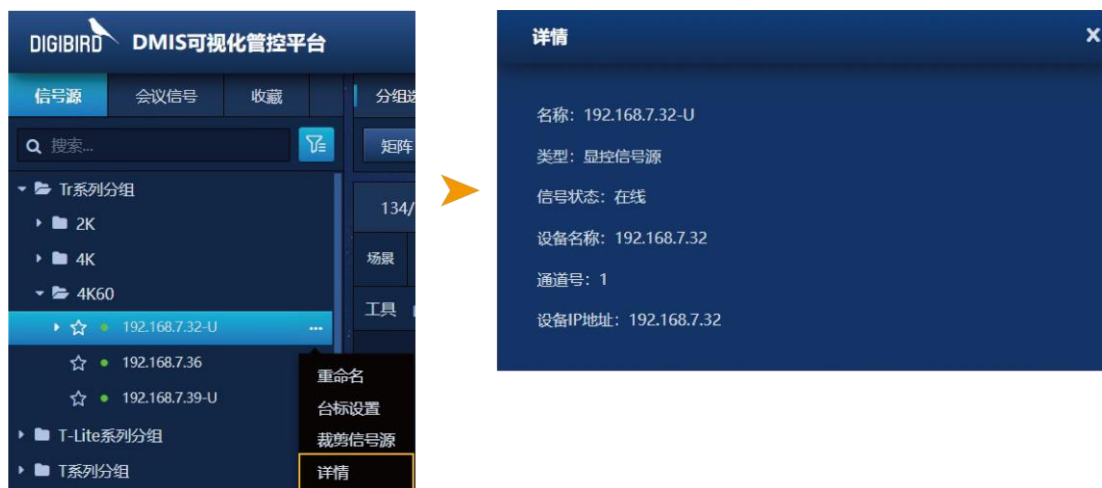 DIGIBIRD DMIS可视化管控平台
信号源 会议信号 收藏 分组选
搜索... 矩阵
Tr系列分组
2K
134/
4K
场景
4K60
工具
192.168.7.32-U ...
192.168.7.36
192.168.7.39-U
T-Lite系列分组
T系列分组
重命名
台标设置
裁剪信号源
详情
详情
名称：192.168.7.32-U
类型：显控信号源
信号状态：在线
设备名称：192.168.7.32
通道号：1
设备IP地址：192.168.7.32